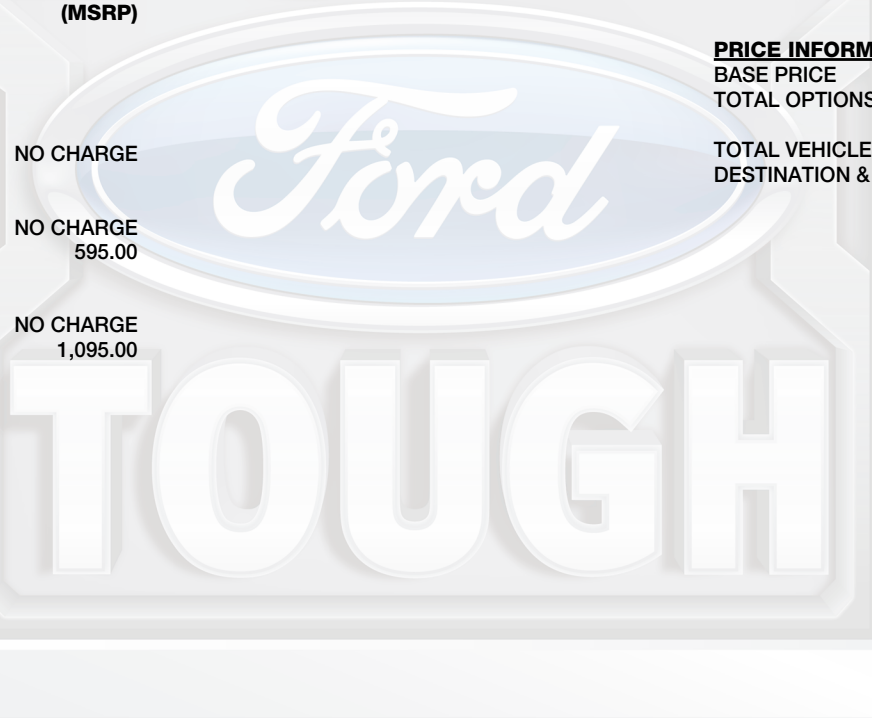 (MSRP)
NO CHARGE
NO CHARGE
595.00
NO CHARGE
1,095.00
PRICE INFORM
BASE PRICE
TOTAL OPTIONS
TOTAL VEHICLE
DESTINATION &
Ford
TOUGH